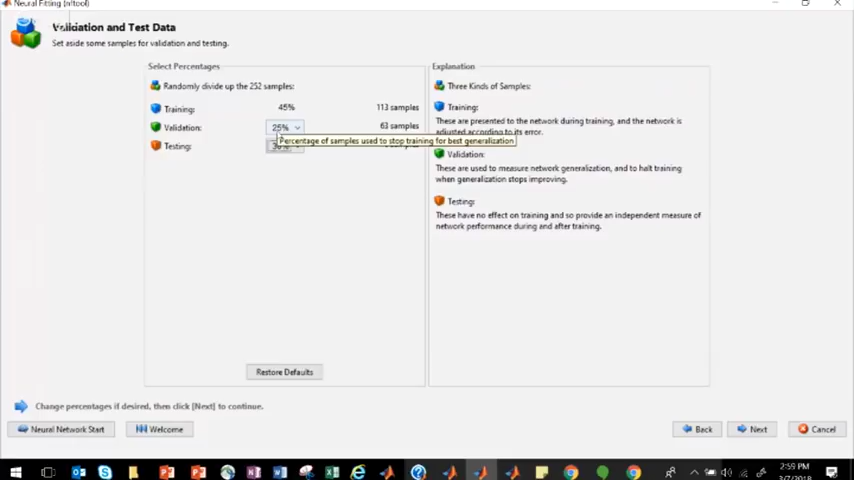 Neural Fitting (nftool)
Validation and Test Data
Set aside some samples for validation and testing.
Select Percentages
Randomly divide up the 252 samples:
Training: 45% 113 samples
Validation: 25% 63 samples
Percentage of samples used to stop training for best generalization
Testing:
Restore Defaults
Explanation
Three Kinds of Samples:
Training:
These are presented to the network during training, and the network is
adjusted according to its error.
Validation:
These are used to measure network generalization, and to halt training
when generalization stops improving.
Testing:
These have no effect on training and so provide an independent measure of
network performance during and after training.
Change percentages if desired, then click [Next] to continue.
Neural Network Start
Welcome
Back
Next
Cancel
2:59 PM
3/7/2018